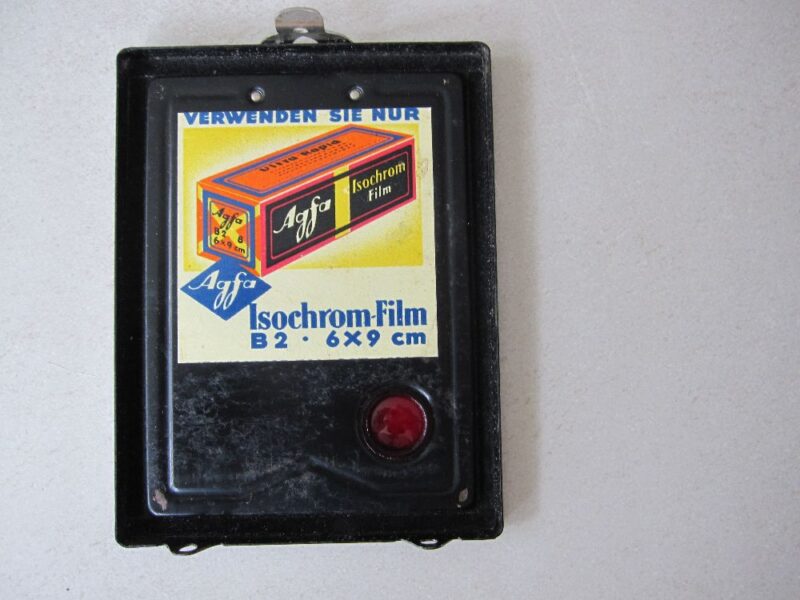 VERWENDEN SIE NUR
Ultra Rapid
Isochrom
Film
Agfa
Agfa
B2 8
6×9 cm
Agfa
Isochrom-Film
B2 · 6×9 cm